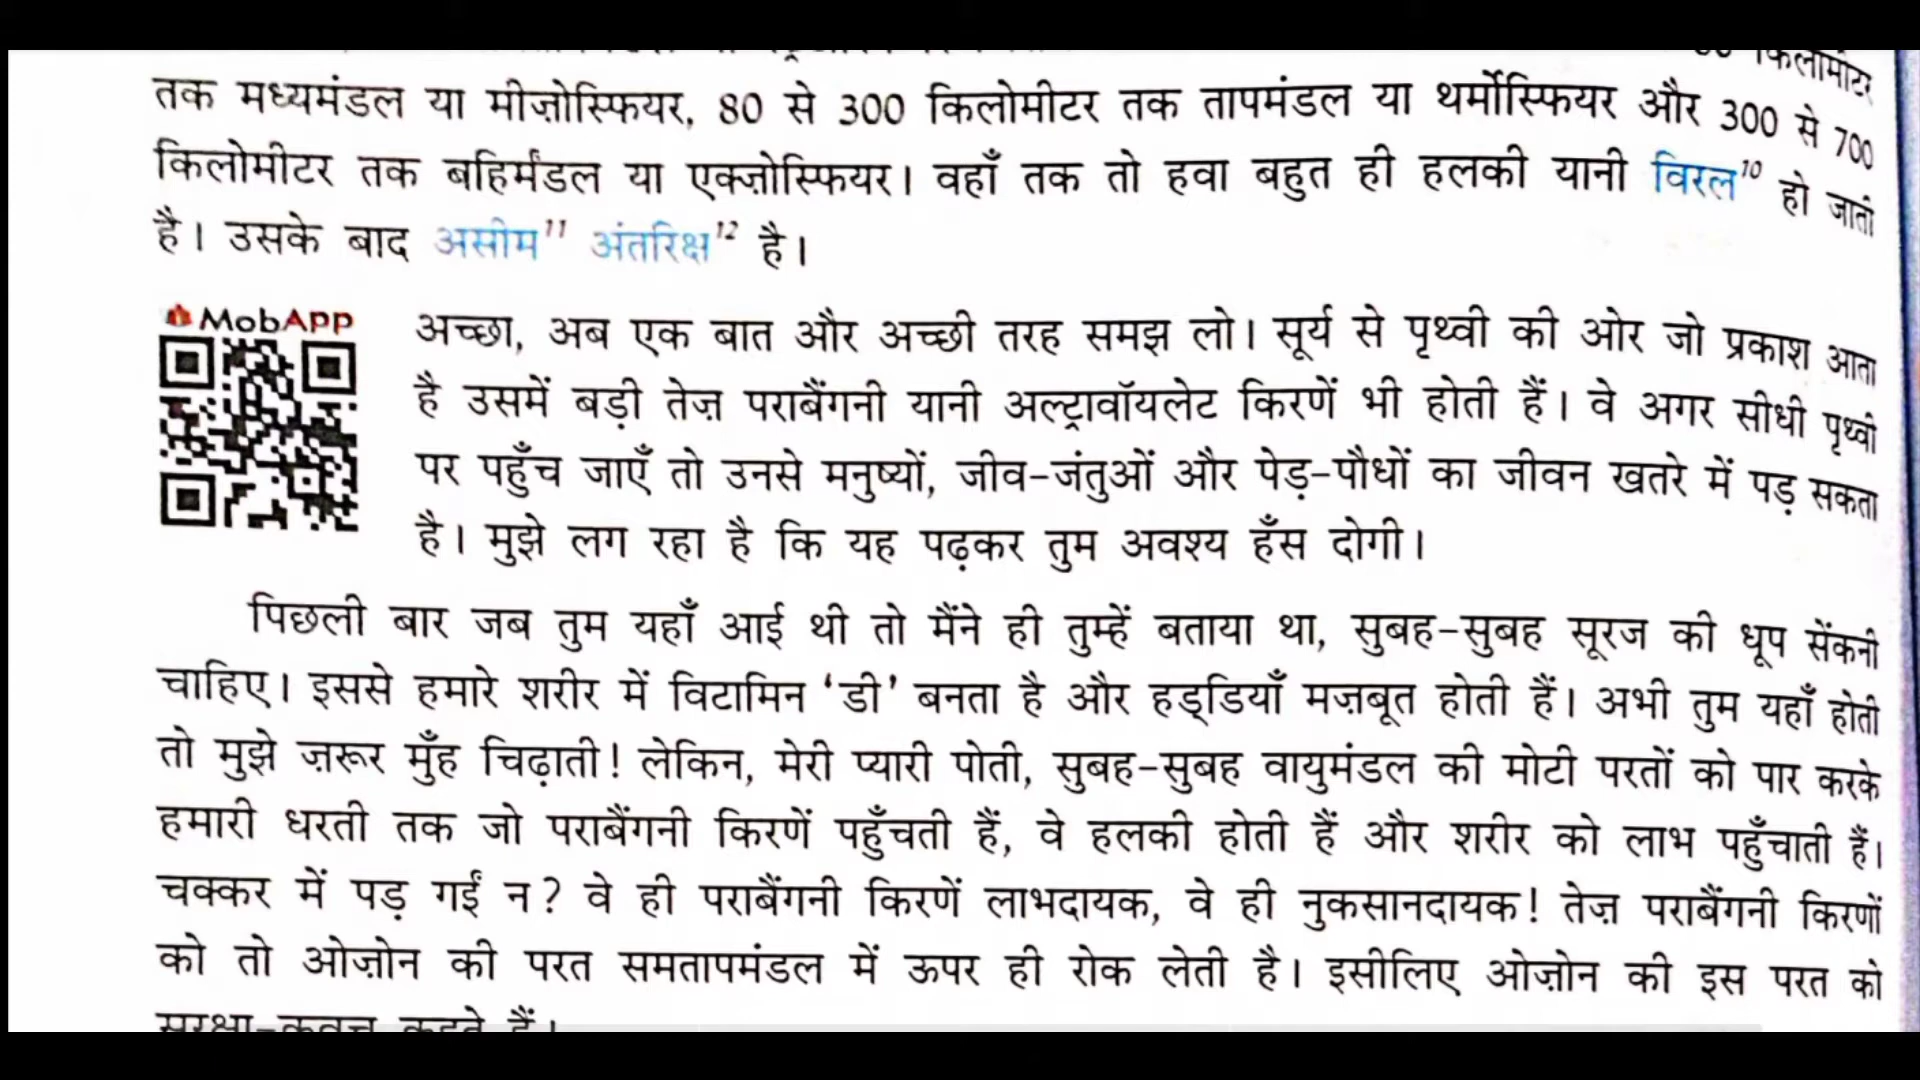 किलोमीटर
तक मध्यमंडल या मीज़ोस्फियर, 80 से 300 किलोमीटर तक तापमंडल या थर्मोस्फियर और 300 से 700
किलोमीटर तक बहिर्मंडल या एक्ज़ोस्फियर। वहाँ तक तो हवा बहुत ही हलकी यानी विरल10 हो जाती
है। उसके बाद असीम11 अंतरिक्ष12 है।
MobAPP
अच्छा, अब एक बात और अच्छी तरह समझ लो। सूर्य से पृथ्वी की ओर जो प्रकाश आता
है उसमें बड़ी तेज़ पराबैंगनी यानी अल्ट्रावॉयलेट किरणें भी होती हैं। वे अगर सीधी पृथ्वी
पर पहुँच जाएँ तो उनसे मनुष्यों, जीव-जंतुओं और पेड़-पौधों का जीवन खतरे में पड़ सकता
है। मुझे लग रहा है कि यह पढ़कर तुम अवश्य हँस दोगी।
पिछली बार जब तुम यहाँ आई थी तो मैंने ही तुम्हें बताया था, सुबह-सुबह सूरज की धूप सेंकनी
चाहिए। इससे हमारे शरीर में विटामिन ‘डी’ बनता है और हड्डियाँ मज़बूत होती हैं। अभी तुम यहाँ होती
तो मुझे ज़रूर मुँह चिढ़ाती! लेकिन, मेरी प्यारी पोती, सुबह-सुबह वायुमंडल की मोटी परतों को पार करके
हमारी धरती तक जो पराबैंगनी किरणें पहुँचती हैं, वे हलकी होती हैं और शरीर को लाभ पहुँचाती हैं।
चक्कर में पड़ गईं न? वे ही पराबैंगनी किरणें लाभदायक, वे ही नुकसानदायक! तेज़ पराबैंगनी किरणों
को तो ओज़ोन की परत समतापमंडल में ऊपर ही रोक लेती है। इसीलिए ओज़ोन की इस परत को
सुरक्षा-कवच कहते हैं।